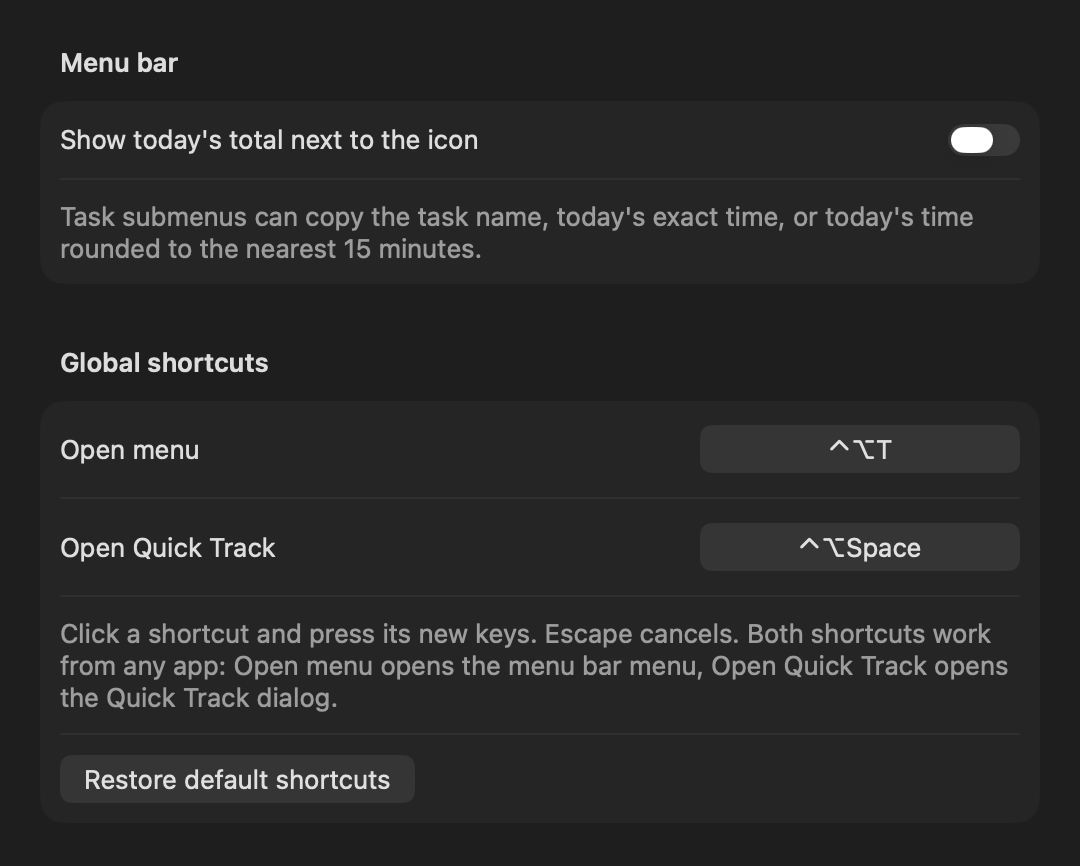 Menu bar
Show today's total next to the icon
Task submenus can copy the task name, today's exact time, or today's time
rounded to the nearest 15 minutes.
Global shortcuts
Open menu
⌃⌥T
Open Quick Track
⌃⌥Space
Click a shortcut and press its new keys. Escape cancels. Both shortcuts work
from any app: Open menu opens the menu bar menu, Open Quick Track opens
the Quick Track dialog.
Restore default shortcuts